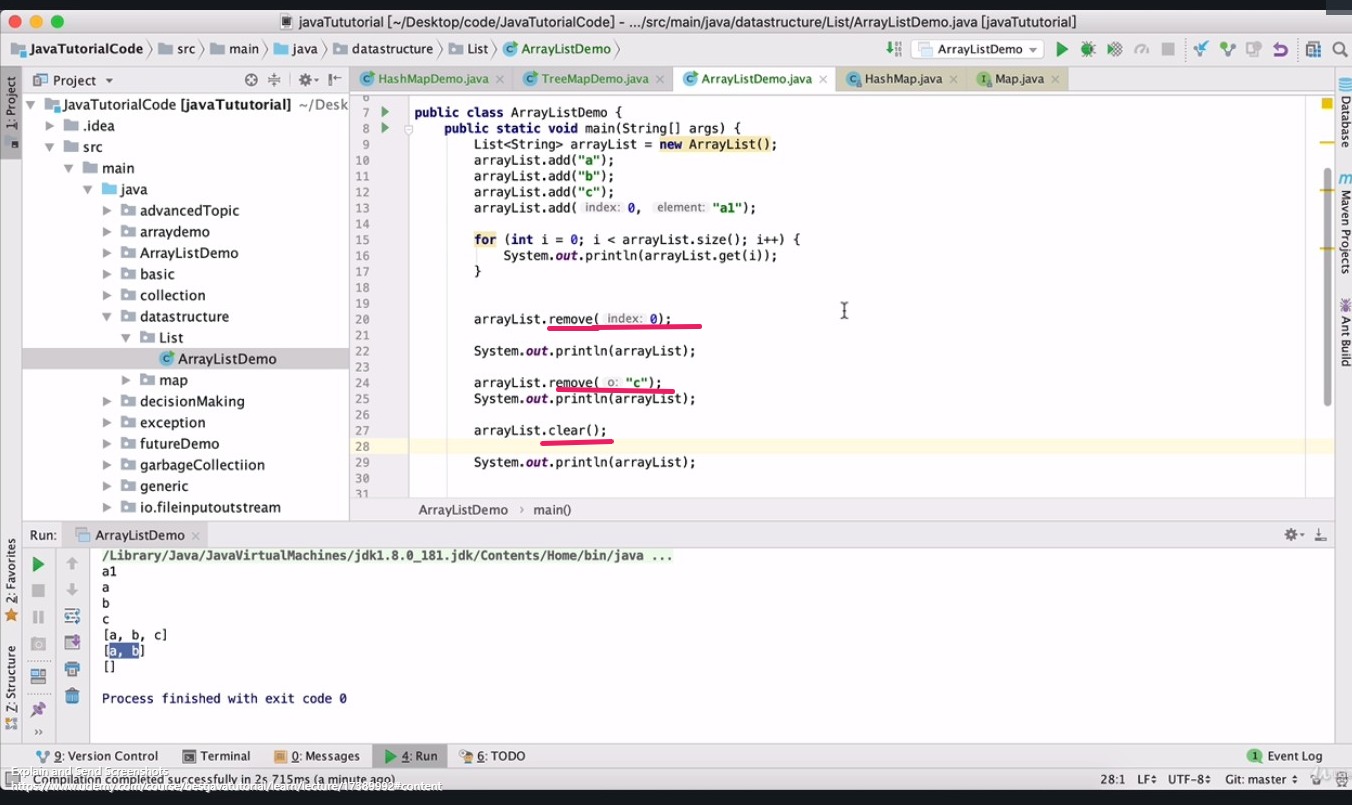 javaTututorial [~/Desktop/code/JavaTutorialCode] - .../src/main/java/datastructure/List/ArrayListDemo.java [javaTututorial]
JavaTutorialCode src main java datastructure List ArrayListDemo
ArrayListDemo
1: Project
Project
HashMapDemo.java TreeMapDemo.java ArrayListDemo.java HashMap.java Map.java
JavaTutorialCode [javaTututorial] ~/Desk
.idea
src
main
java
advancedTopic
arraydemo
ArrayListDemo
basic
collection
datastructure
List
ArrayListDemo
map
decisionMaking
exception
futureDemo
garbageCollectiion
generic
io.fileinputoutstream
6
7 public class ArrayListDemo {
8 public static void main(String[] args) {
9 List<String> arrayList = new ArrayList();
10 arrayList.add("a");
11 arrayList.add("b");
12 arrayList.add("c");
13 arrayList.add( index: 0, element: "a1");
14
15 for (int i = 0; i < arrayList.size(); i++) {
16 System.out.println(arrayList.get(i));
17 }
18
19
20 arrayList.remove( index: 0);
21
22 System.out.println(arrayList);
23
24 arrayList.remove( o: "c");
25 System.out.println(arrayList);
26
27 arrayList.clear();
28
29 System.out.println(arrayList);
30
31
ArrayListDemo › main()
Database
Maven Projects
Ant Build
Run: ArrayListDemo
2: Favorites
Z: Structure
/Library/Java/JavaVirtualMachines/jdk1.8.0_181.jdk/Contents/Home/bin/java ...
a1
a
b
c
[a, b, c]
[a, b]
[]
Process finished with exit code 0
9: Version Control Terminal 0: Messages 4: Run 6: TODO Event Log
Explain and Send Screenshots
Compilation completed successfully in 2s 715ms (a minute ago)
28:1 LF UTF-8 Git: master